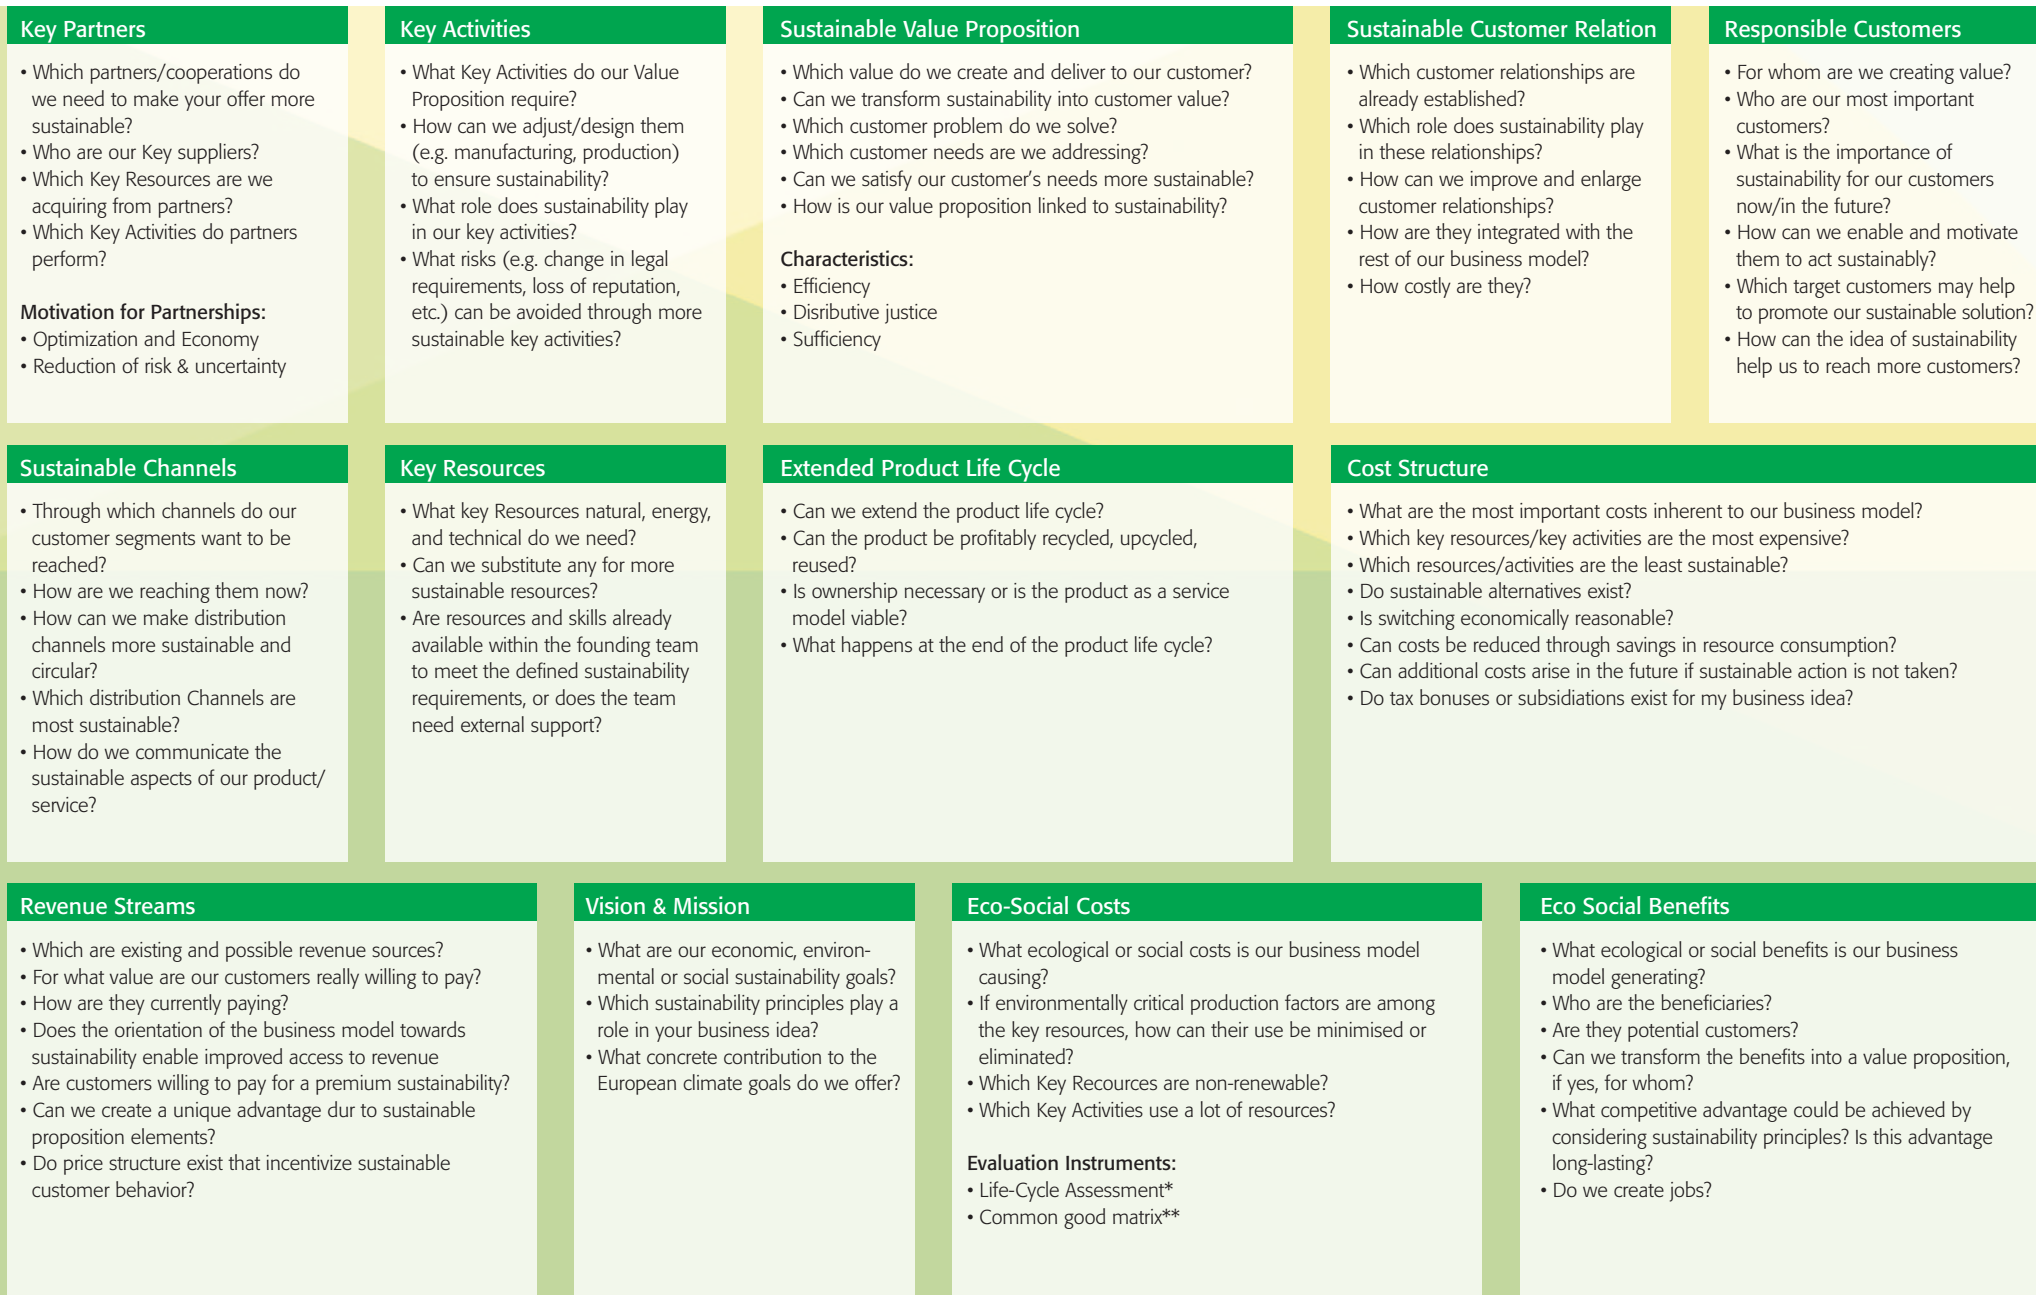 Key Partners
• Which partners/cooperations do
we need to make your offer more
sustainable?
• Who are our Key suppliers?
• Which Key Resources are we
acquiring from partners?
• Which Key Activities do partners
perform?
Motivation for Partnerships:
• Optimization and Economy
• Reduction of risk & uncertainty
Key Activities
• What Key Activities do our Value
Proposition require?
• How can we adjust/design them
(e.g. manufacturing, production)
to ensure sustainability?
• What role does sustainability play
in our key activities?
• What risks (e.g. change in legal
requirements, loss of reputation,
etc.) can be avoided through more
sustainable key activities?
Sustainable Value Proposition
• Which value do we create and deliver to our customer?
• Can we transform sustainability into customer value?
• Which customer problem do we solve?
• Which customer needs are we addressing?
• Can we satisfy our customer's needs more sustainable?
• How is our value proposition linked to sustainability?
Characteristics:
• Efficiency
• Disributive justice
• Sufficiency
Sustainable Customer Relation
• Which customer relationships are
already established?
• Which role does sustainability play
in these relationships?
• How can we improve and enlarge
customer relationships?
• How are they integrated with the
rest of our business model?
• How costly are they?
Responsible Customers
• For whom are we creating value?
• Who are our most important
customers?
• What is the importance of
sustainability for our customers
now/in the future?
• How can we enable and motivate
them to act sustainably?
• Which target customers may help
to promote our sustainable solution?
• How can the idea of sustainability
help us to reach more customers?
Sustainable Channels
• Through which channels do our
customer segments want to be
reached?
• How are we reaching them now?
• How can we make distribution
channels more sustainable and
circular?
• Which distribution Channels are
most sustainable?
• How do we communicate the
sustainable aspects of our product/
service?
Key Resources
• What key Resources natural, energy,
and technical do we need?
• Can we substitute any for more
sustainable resources?
• Are resources and skills already
available within the founding team
to meet the defined sustainability
requirements, or does the team
need external support?
Extended Product Life Cycle
• Can we extend the product life cycle?
• Can the product be profitably recycled, upcycled,
reused?
• Is ownership necessary or is the product as a service
model viable?
• What happens at the end of the product life cycle?
Cost Structure
• What are the most important costs inherent to our business model?
• Which key resources/key activities are the most expensive?
• Which resources/activities are the least sustainable?
• Do sustainable alternatives exist?
• Is switching economically reasonable?
• Can costs be reduced through savings in resource consumption?
• Can additional costs arise in the future if sustainable action is not taken?
• Do tax bonuses or subsidiations exist for my business idea?
Revenue Streams
• Which are existing and possible revenue sources?
• For what value are our customers really willing to pay?
• How are they currently paying?
• Does the orientation of the business model towards
sustainability enable improved access to revenue
• Are customers willing to pay for a premium sustainability?
• Can we create a unique advantage dur to sustainable
proposition elements?
• Do price structure exist that incentivize sustainable
customer behavior?
Vision & Mission
• What are our economic, environ-
mental or social sustainability goals?
• Which sustainability principles play a
role in your business idea?
• What concrete contribution to the
European climate goals do we offer?
Eco-Social Costs
• What ecological or social costs is our business model
causing?
• If environmentally critical production factors are among
the key resources, how can their use be minimised or
eliminated?
• Which Key Recources are non-renewable?
• Which Key Activities use a lot of resources?
Evaluation Instruments:
• Life-Cycle Assessment*
• Common good matrix**
Eco Social Benefits
• What ecological or social benefits is our business
model generating?
• Who are the beneficiaries?
• Are they potential customers?
• Can we transform the benefits into a value proposition,
if yes, for whom?
• What competitive advantage could be achieved by
considering sustainability principles? Is this advantage
long-lasting?
• Do we create jobs?